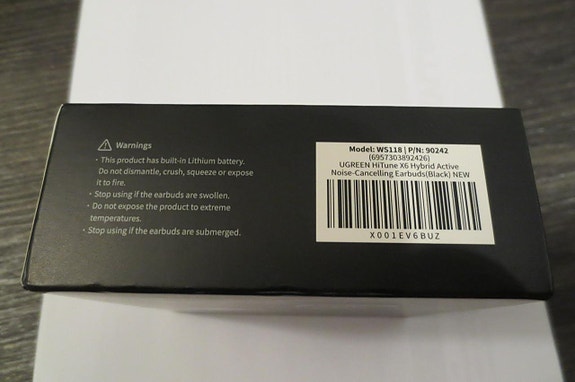 Warnings
· This product has built-in Lithium battery.
Do not dismantle, crush, squeeze or expose
it to fire.
· Stop using if the earbuds are swollen.
· Do not expose the product to extreme
temperatures.
· Stop using if the earbuds are submerged.
Model: WS118 | P/N: 90242
(6957303892426)
UGREEN HiTune X6 Hybrid Active
Noise-Cancelling Earbuds(Black) NEW
X001EV6BUZ